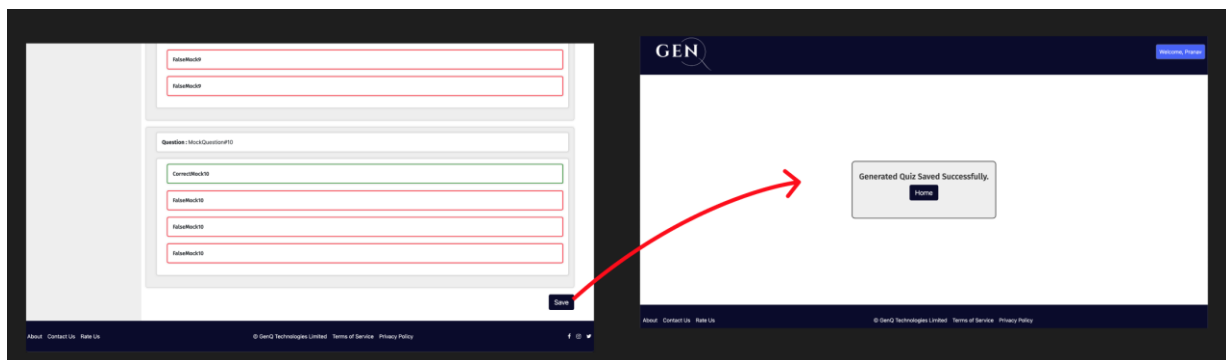 FalseMock9
FalseMock9
Question : MockQuestion#10
CorrectMock10
FalseMock10
FalseMock10
FalseMock10
Save
About Contact Us Rate Us © GenQ Technologies Limited Terms of Service Privacy Policy
GEN
Welcome, Pranav
Generated Quiz Saved Successfully.
Home
About Contact Us Rate Us © GenQ Technologies Limited Terms of Service Privacy Policy